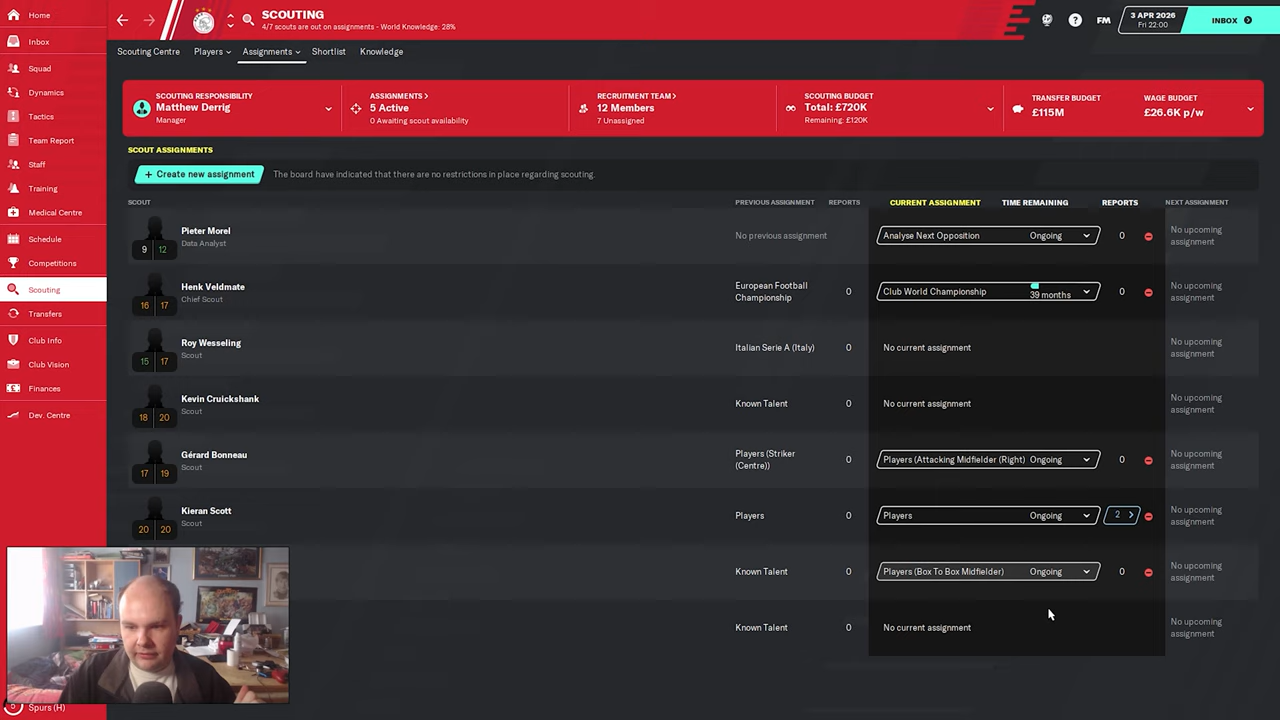 Home
Inbox
Squad
Dynamics
Tactics
Team Report
Staff
Training
Medical Centre
Schedule
Competitions
Scouting
Transfers
Club Info
Club Vision
Finances
Dev. Centre
Spurs (H)
SCOUTING
4/7 scouts are out on assignments - World Knowledge: 28%
FM
3 APR 2026
Fri 22:00
INBOX
Scouting Centre
Players
Assignments
Shortlist
Knowledge
SCOUTING RESPONSIBILITY
Matthew Derrig
Manager
ASSIGNMENTS
5 Active
0 Awaiting scout availability
RECRUITMENT TEAM
12 Members
7 Unassigned
SCOUTING BUDGET
Total: £720K
Remaining: £120K
TRANSFER BUDGET
£115M
WAGE BUDGET
£26.6K p/w
SCOUT ASSIGNMENTS
+ Create new assignment
The board have indicated that there are no restrictions in place regarding scouting.
SCOUT PREVIOUS ASSIGNMENT REPORTS CURRENT ASSIGNMENT TIME REMAINING REPORTS NEXT ASSIGNMENT
9 12
Pieter Morel
Data Analyst
No previous assignment
Analyse Next Opposition Ongoing
0
No upcoming
assignment
16 17
Henk Veldmate
Chief Scout
European Football
Championship
0
Club World Championship 39 months
0
No upcoming
assignment
15 17
Roy Wesseling
Scout
Italian Serie A (Italy)
0
No current assignment
No upcoming
assignment
18 20
Kevin Cruickshank
Scout
Known Talent
0
No current assignment
No upcoming
assignment
17 19
Gérard Bonneau
Scout
Players (Striker
(Centre))
0
Players (Attacking Midfielder (Right) Ongoing
0
No upcoming
assignment
20 20
Kieran Scott
Scout
Players
0
Players Ongoing
2
No upcoming
assignment
Known Talent
0
Players (Box To Box Midfielder) Ongoing
0
No upcoming
assignment
Known Talent
0
No current assignment
No upcoming
assignment